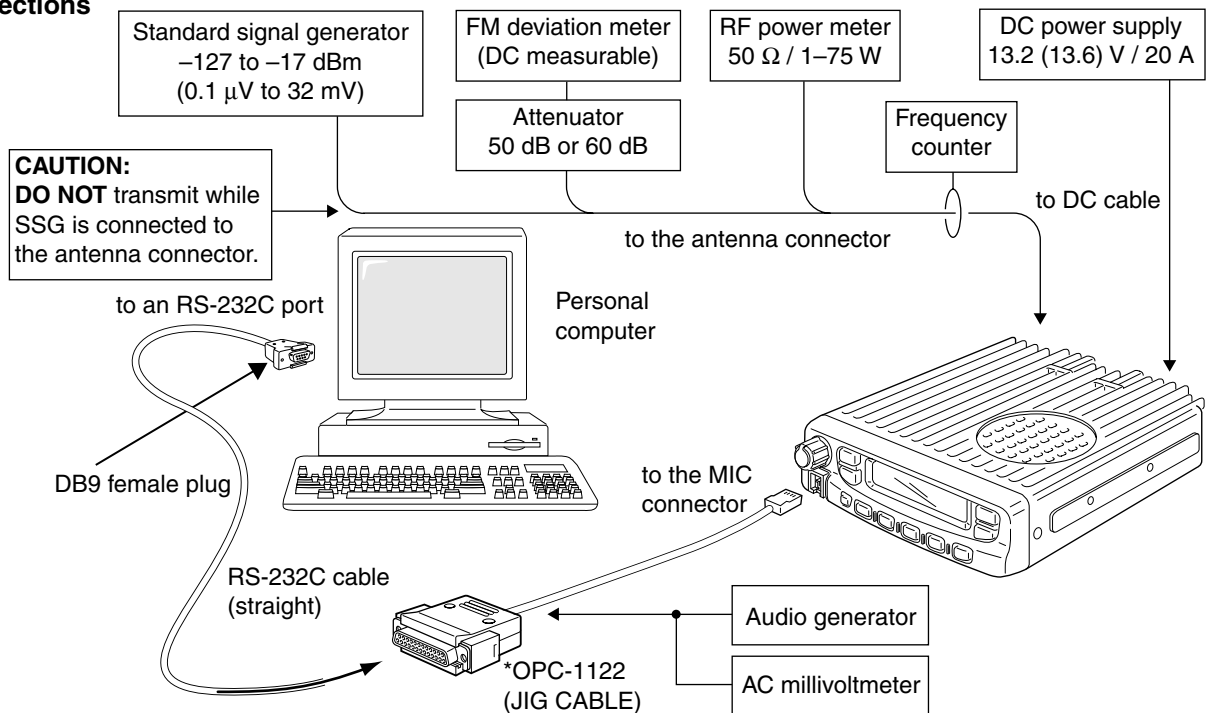 ections
Standard signal generator
–127 to –17 dBm
(0.1 μV to 32 mV)
FM deviation meter
(DC measurable)
RF power meter
50 Ω / 1–75 W
DC power supply
13.2 (13.6) V / 20 A
Attenuator
50 dB or 60 dB
Frequency
counter
CAUTION:
DO NOT transmit while
SSG is connected to
the antenna connector.
to the antenna connector
to DC cable
to an RS-232C port
Personal
computer
DB9 female plug
to the MIC
connector
RS-232C cable
(straight)
*OPC-1122
(JIG CABLE)
Audio generator
AC millivoltmeter